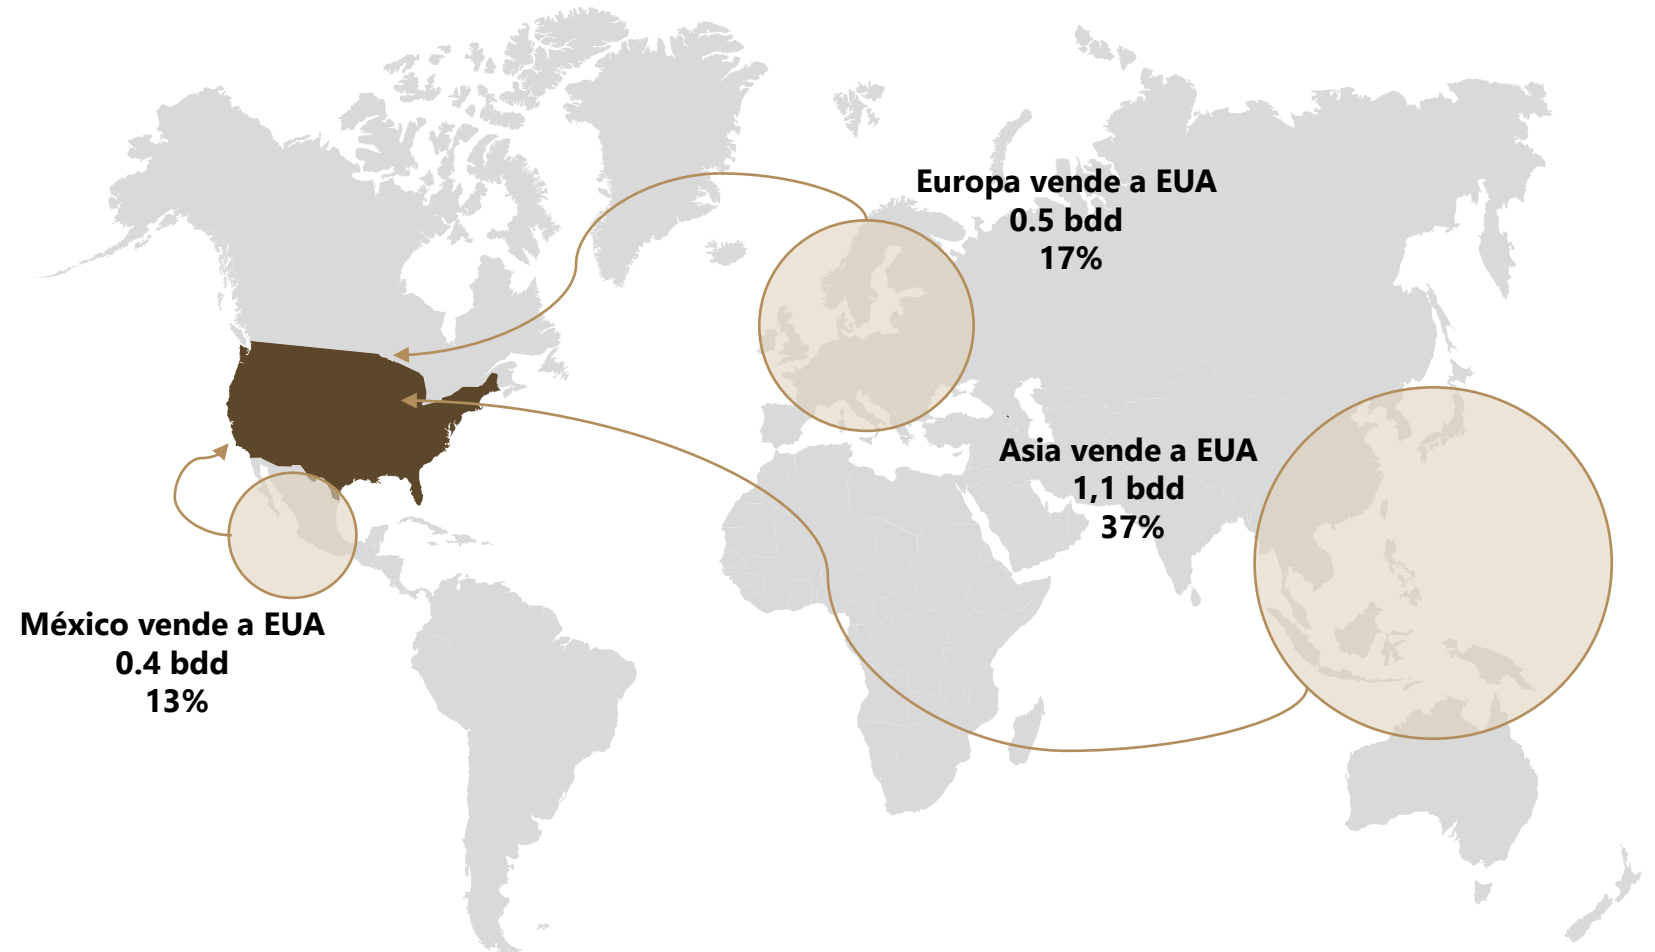 Europa vende a EUA
0.5 bdd
17%
Asia vende a EUA
1,1 bdd
37%
México vende a EUA
0.4 bdd
13%